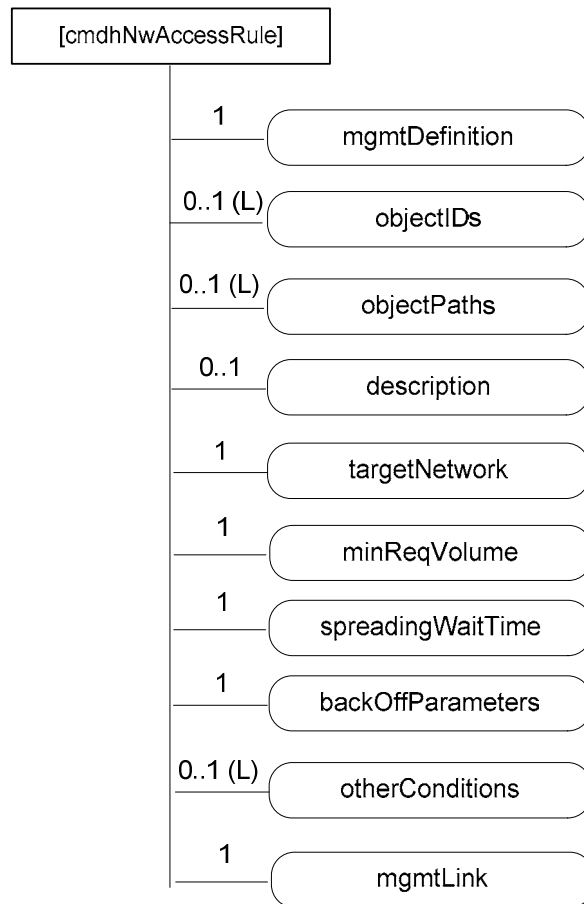 [cmdhNwAccessRule]
1
mgmtDefinition
0..1 (L)
objectIDs
0..1 (L)
objectPaths
0..1
description
1
targetNetwork
1
minReqVolume
1
spreadingWaitTime
1
backOffParameters
0..1 (L)
otherConditions
1
mgmtLink